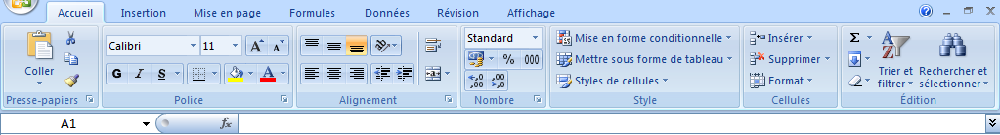 Accueil Insertion Mise en page Formules Données Révision Affichage
Coller
Presse-papiers
Calibri 11 A A
G I S A
Police
Alignement
Standard
% 000
,00 ,0 ,00
Nombre
Mise en forme conditionnelle
Mettre sous forme de tableau
Styles de cellules
Style
Insérer
Supprimer
Format
Cellules
Σ
Trier et filtrer
Rechercher et sélectionner
Édition
A1 fx